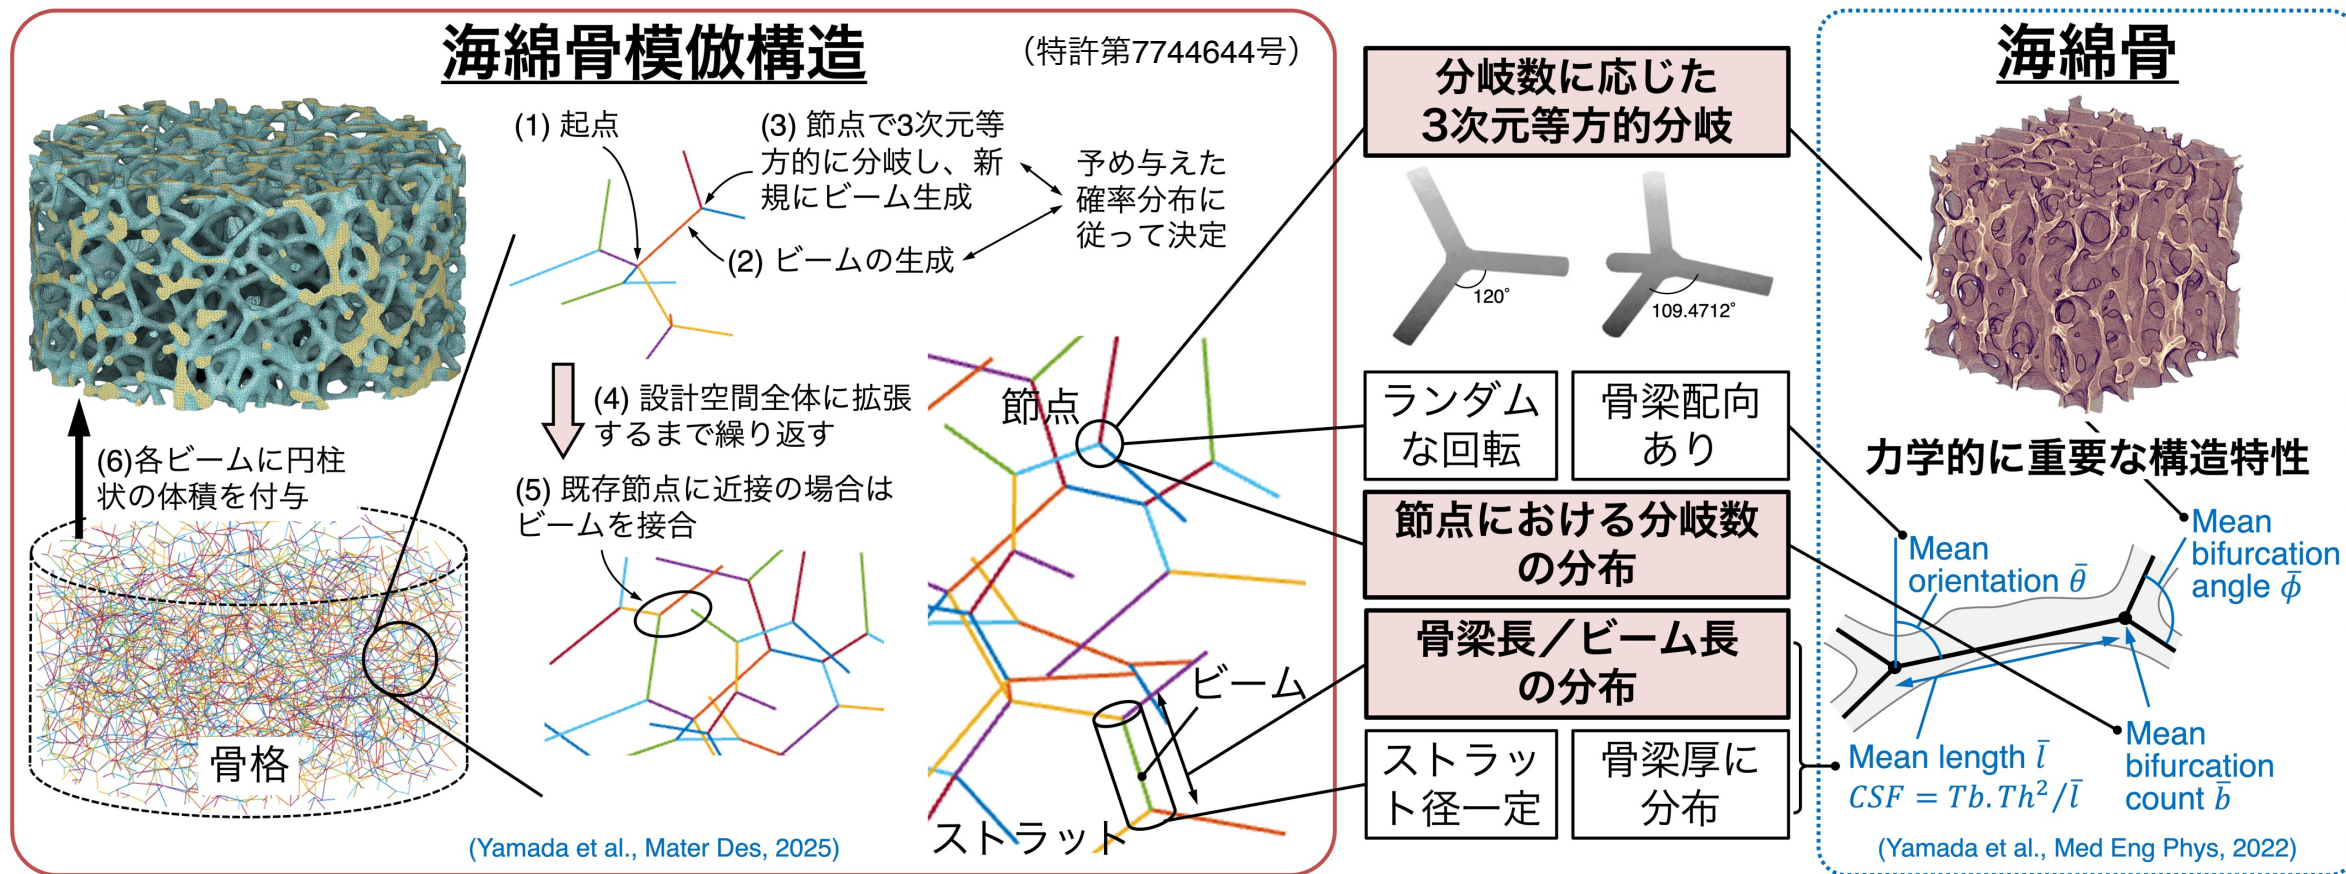 海綿骨模倣構造
（特許第7744644号）
(1) 起点
(3) 節点で3次元等
方的に分岐し、新
規にビーム生成
予め与えた
確率分布に
従って決定
(2) ビームの生成
(4) 設計空間全体に拡張
するまで繰り返す
(5) 既存節点に近接の場合は
ビームを接合
(6)各ビームに円柱
状の体積を付与
骨格
節点
ビーム
ストラット
(Yamada et al., Mater Des, 2025)
分岐数に応じた
3次元等方的分岐
120°
109.4712°
ランダム
な回転
骨梁配向
あり
節点における分岐数
の分布
骨梁長／ビーム長
の分布
ストラッ
ト径一定
骨梁厚に
分布
海綿骨
力学的に重要な構造特性
Mean
orientation θ̄
Mean
bifurcation
angle ϕ̄
Mean length l̄
CSF = Tb.Th²/l̄
Mean
bifurcation
count b̄
(Yamada et al., Med Eng Phys, 2022)